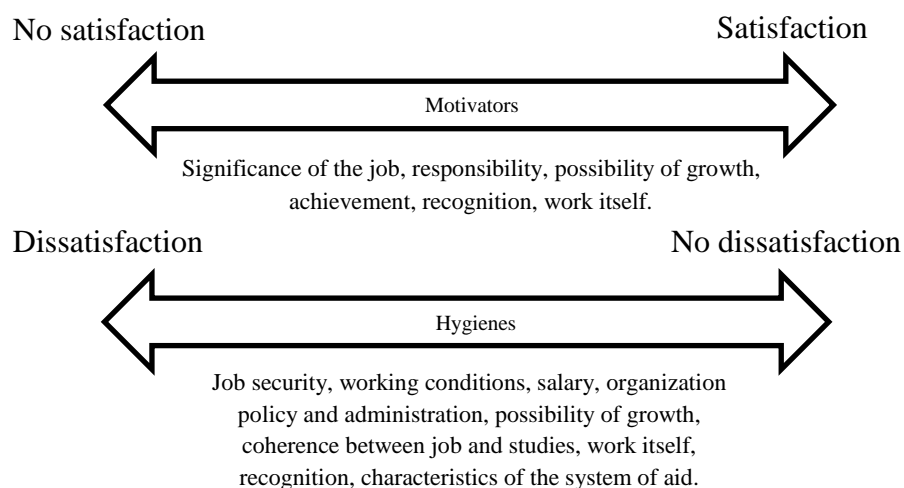 No satisfaction
Satisfaction
Motivators
Significance of the job, responsibility, possibility of growth,
achievement, recognition, work itself.
Dissatisfaction
No dissatisfaction
Hygienes
Job security, working conditions, salary, organization
policy and administration, possibility of growth,
coherence between job and studies, work itself,
recognition, characteristics of the system of aid.